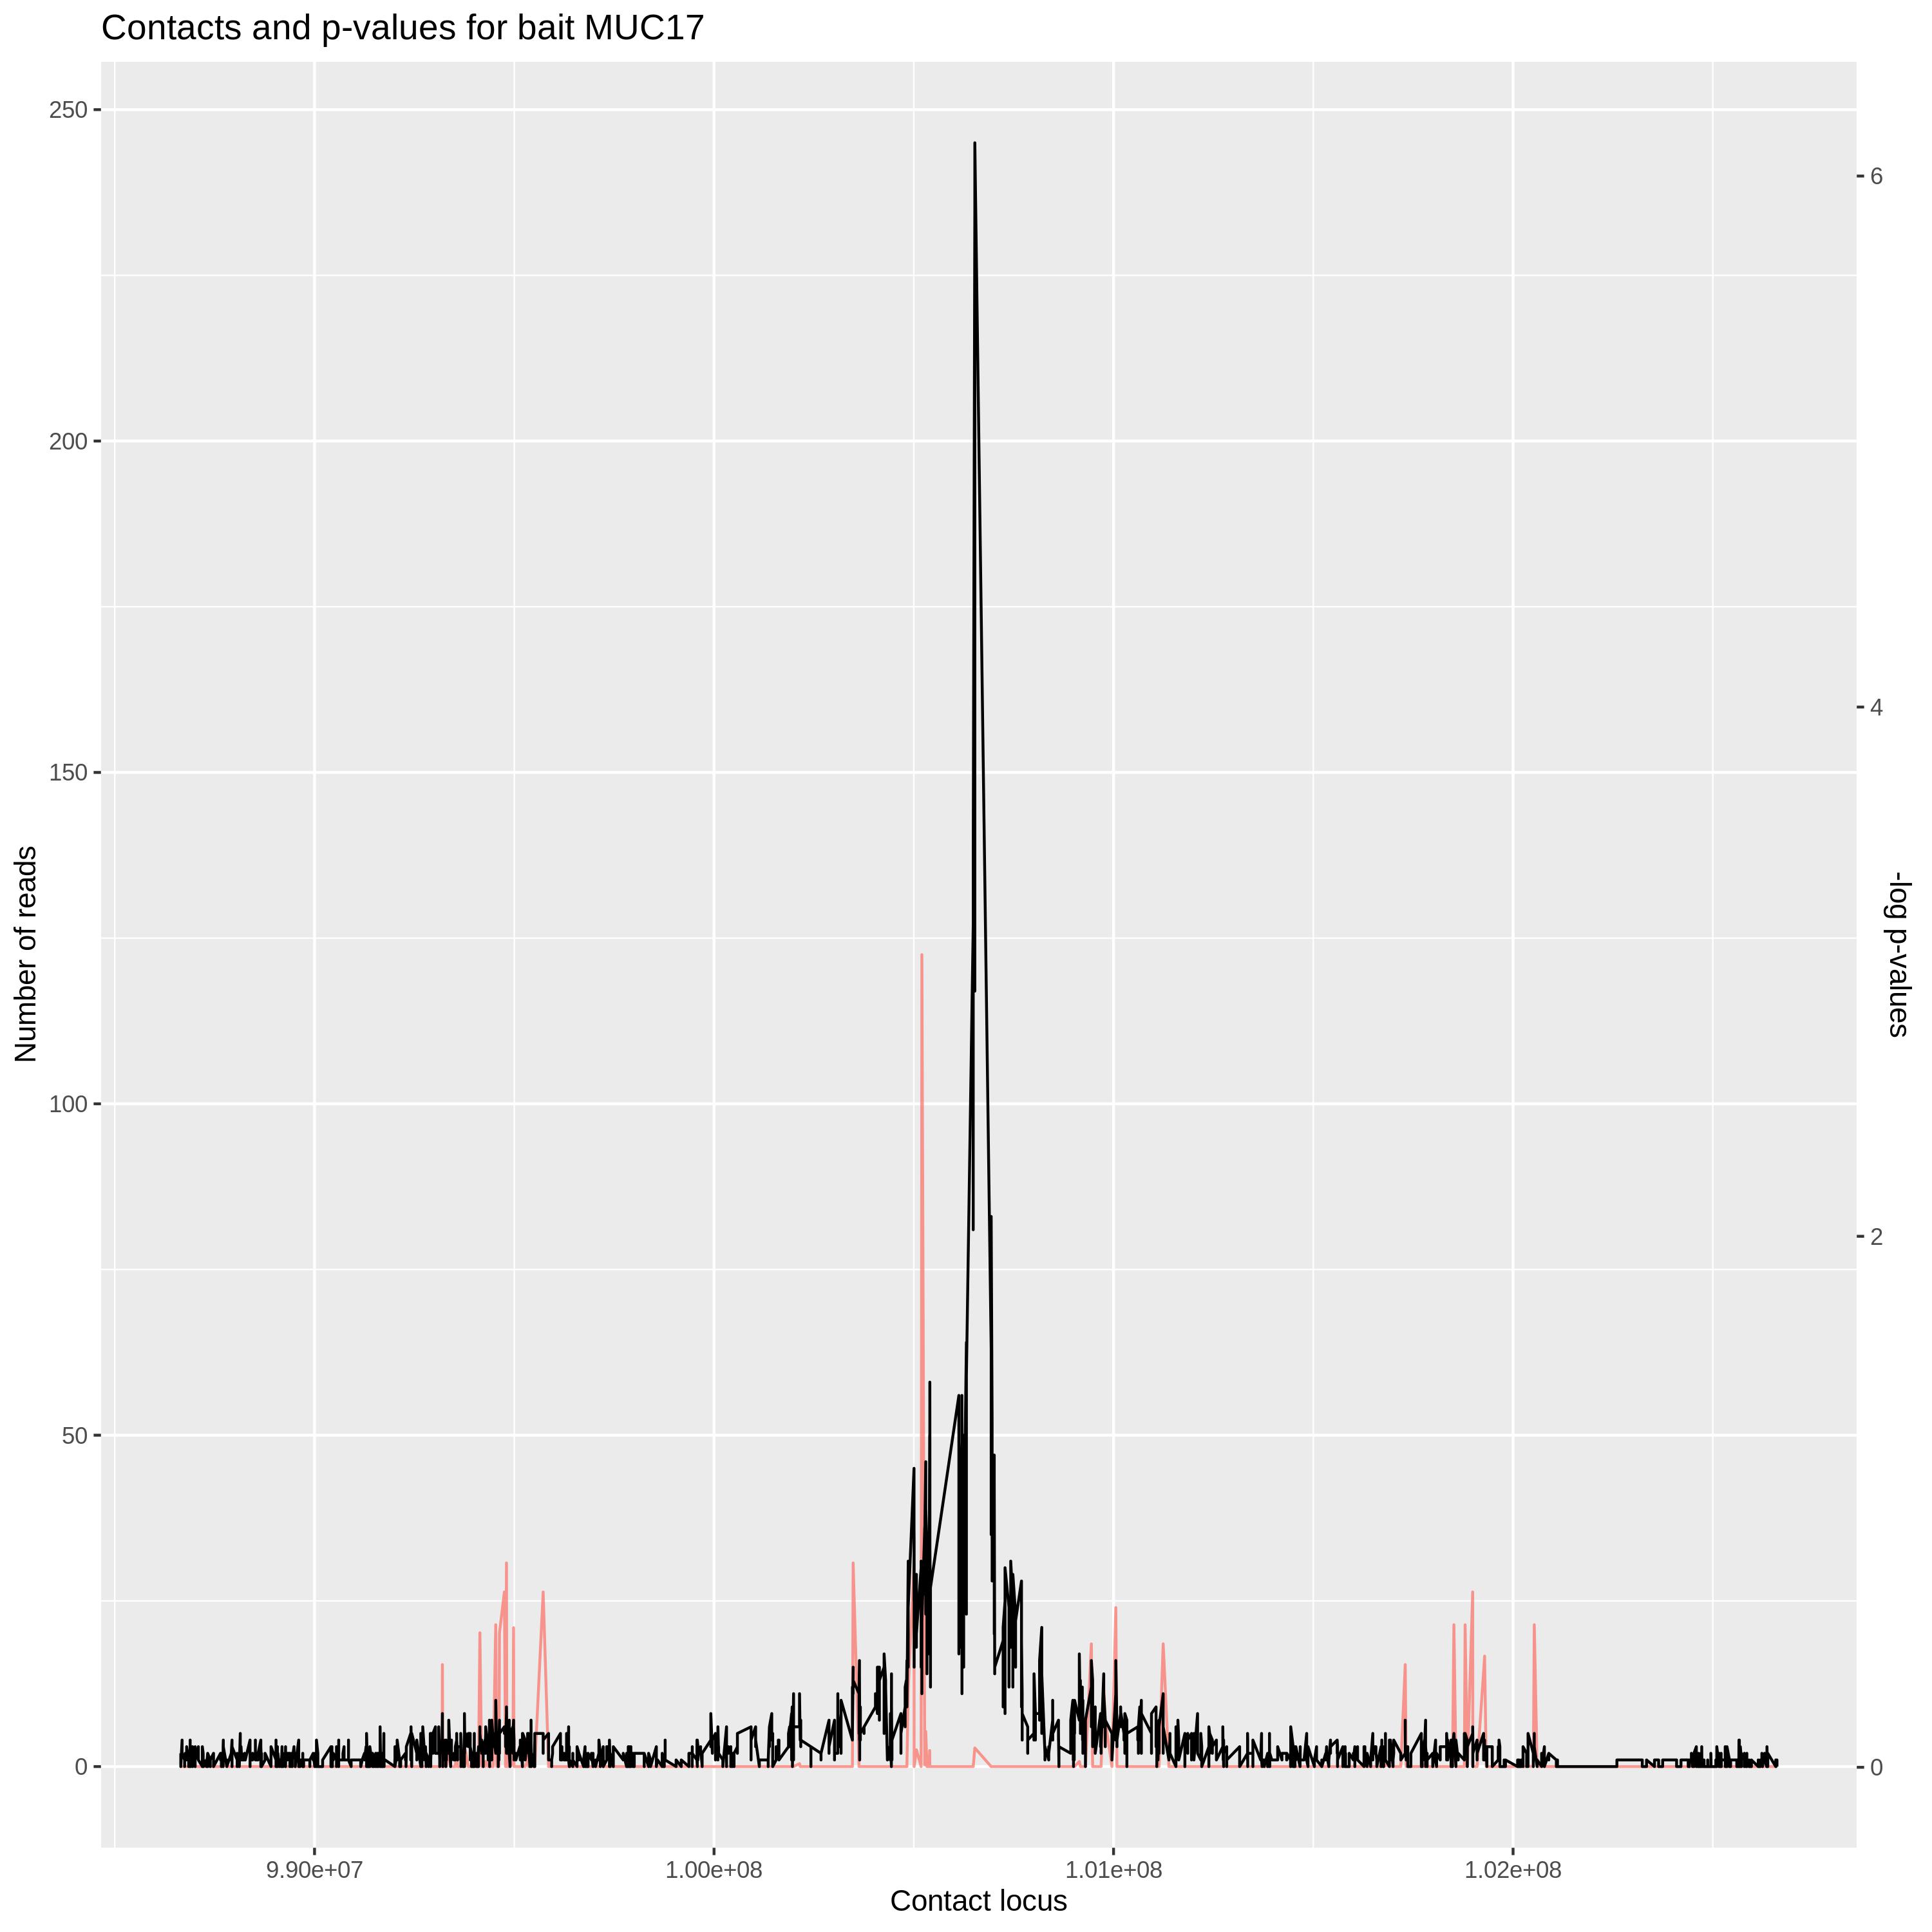 Contacts and p-values for bait MUC17
250
200
150
100
50
0
Number of reads
6
4
2
0
-log p-values
9.90e+07
1.00e+08
1.01e+08
1.02e+08
Contact locus